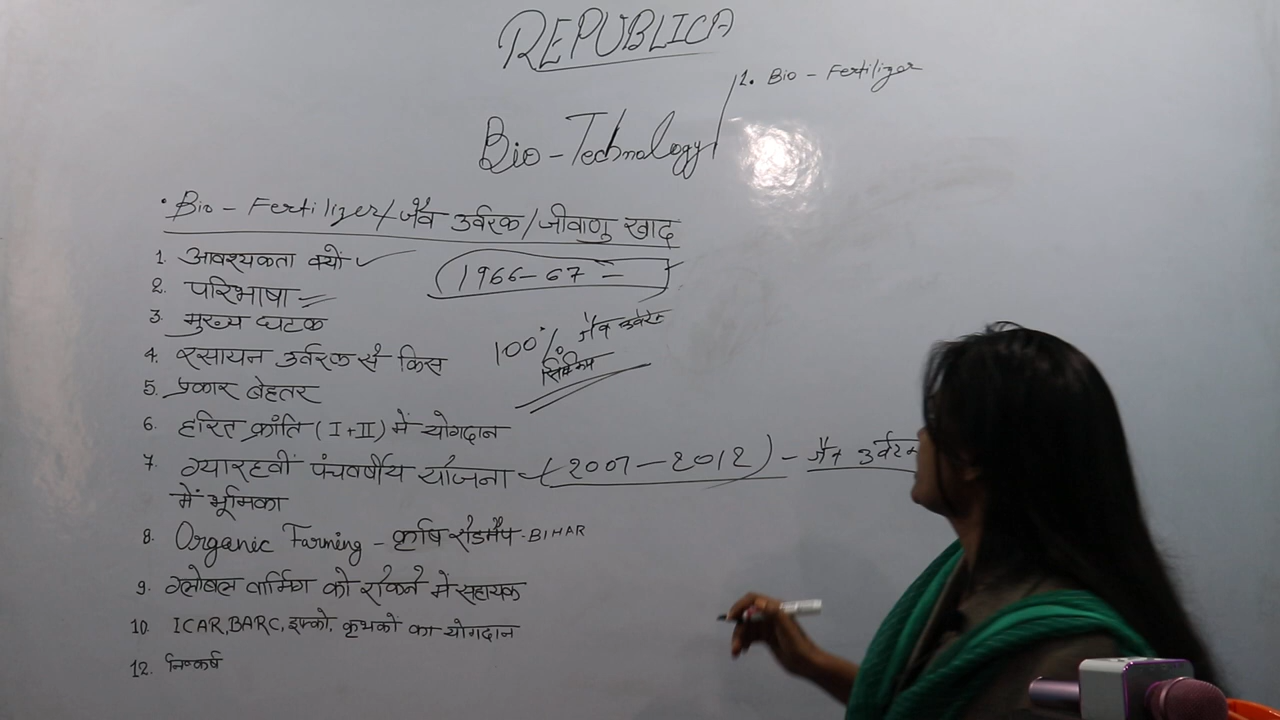 REPUBLICA
1. Bio - Fertilizer
Bio-Technology
• Bio - Fertilizer/जैव उर्वरक/जीवाणु खाद
1. आवश्यकता क्यों
(1966-67 =
2. परिभाषा
3. मुख्य घटक
100% जैव उर्वरक
4. रसायन उर्वरक से किस
सिक्किम
5. प्रकार बेहतर
6. हरित क्रांति (I+II) में योगदान
7. ग्यारहवीं पंचवर्षीय योजना - (2007-2012) - जैव उर्वरक
में भूमिका
8. Organic Farming - कृषि रोडमैप - BIHAR
9. ग्लोबल वार्मिंग को रोकने में सहायक
10. ICAR, BARC, इफ्को, कृभको का योगदान
12. निष्कर्ष